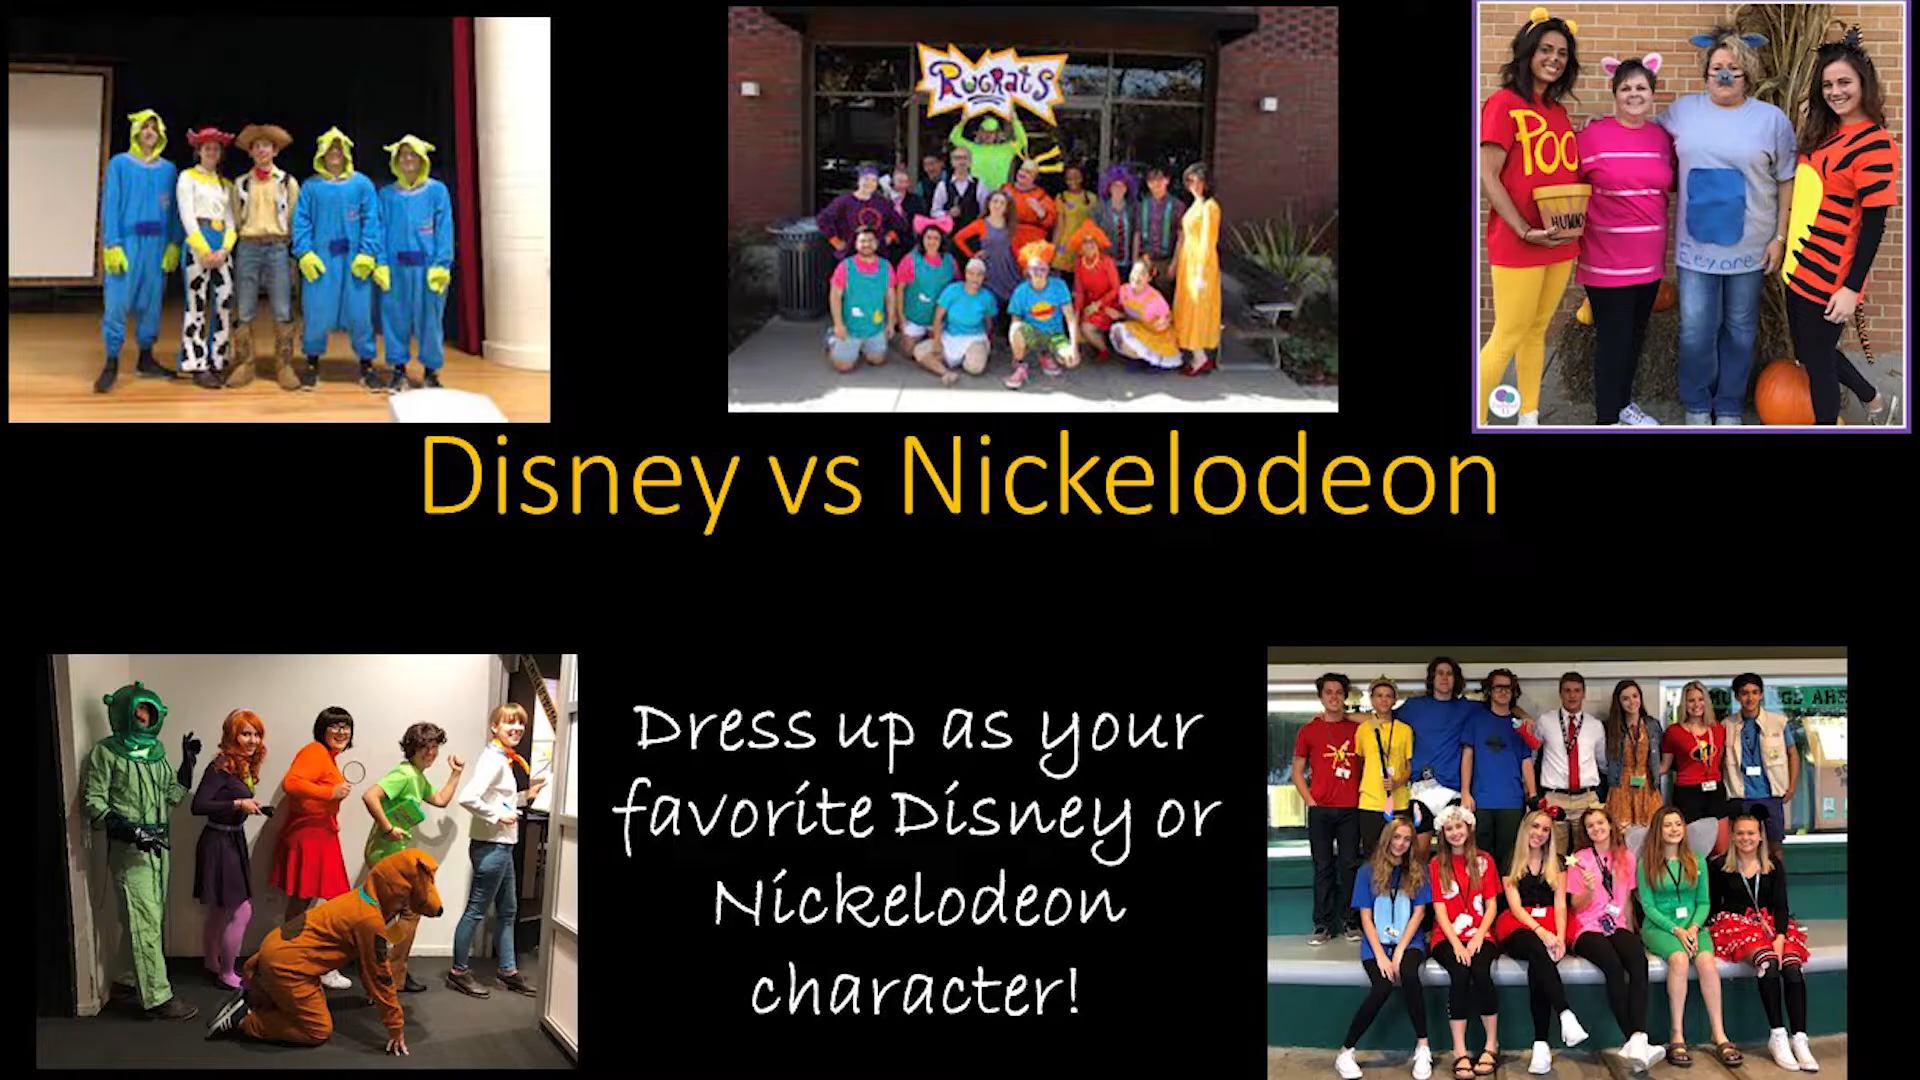 RUGRATS
POO
HUNNY
Eeyore
Disney vs Nickelodeon
Dress up as your
favorite Disney or
Nickelodeon
character!